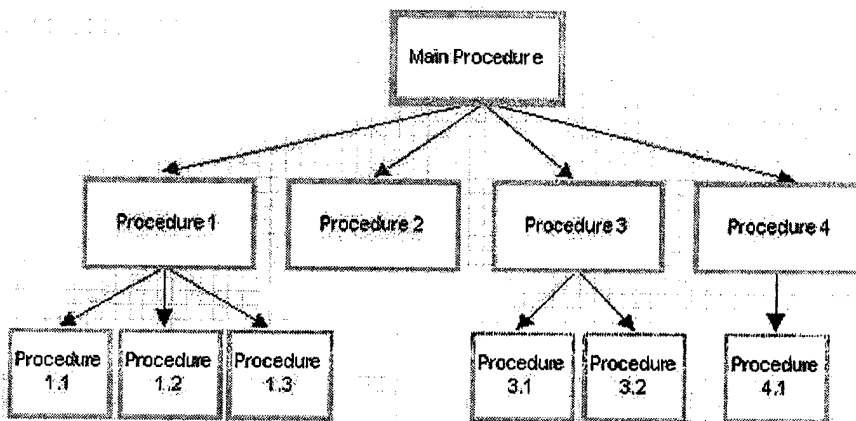 Main Procedure
Procedure 1
Procedure 2
Procedure 3
Procedure 4
Procedure
1.1
Procedure
1.2
Procedure
1.3
Procedure
3.1
Procedure
3.2
Procedure
4.1